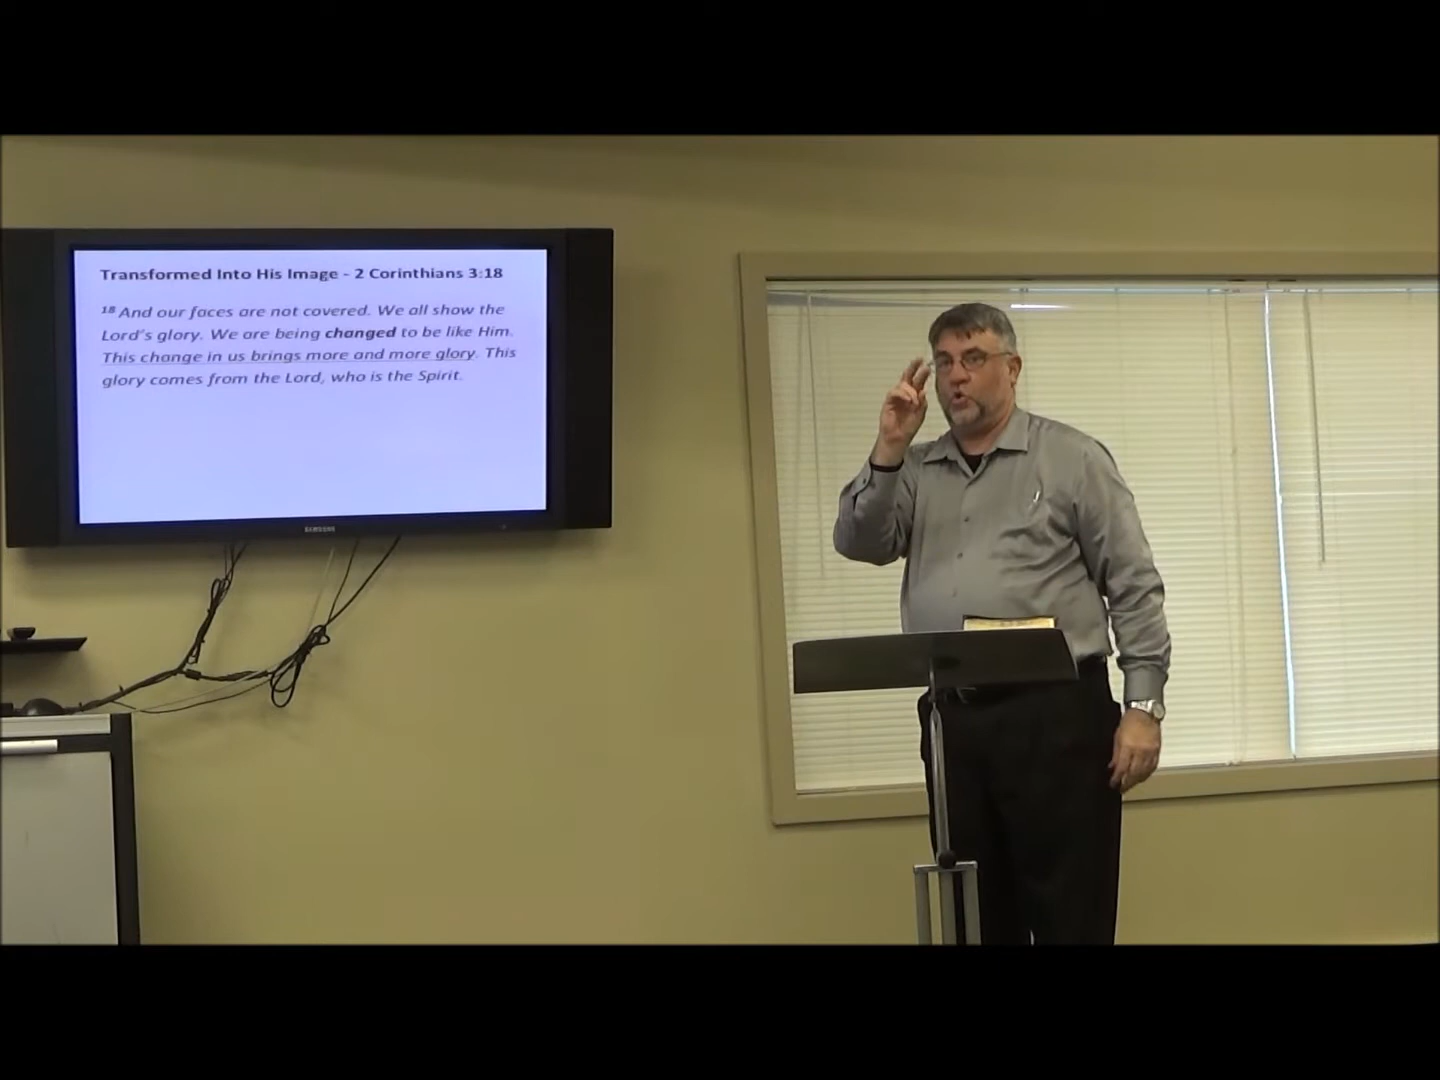 Transformed Into His Image - 2 Corinthians 3:18
18 And our faces are not covered. We all show the
Lord's glory. We are being changed to be like Him.
This change in us brings more and more glory. This
glory comes from the Lord, who is the Spirit.
SAMSUNG